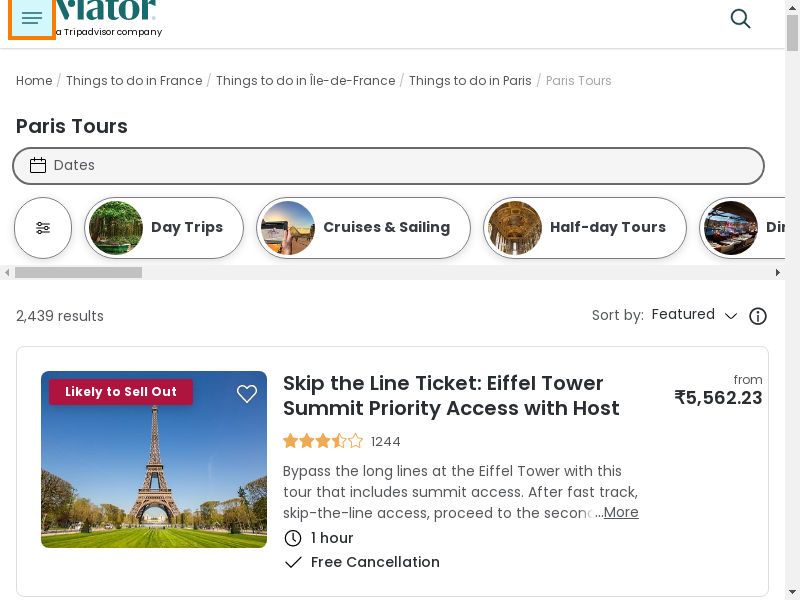 viator
a Tripadvisor company
Home / Things to do in France / Things to do in Île-de-France / Things to do in Paris / Paris Tours
Paris Tours
Dates
Day Trips
Cruises & Sailing
Half-day Tours
2,439 results
Sort by: Featured
Likely to Sell Out
Skip the Line Ticket: Eiffel Tower
Summit Priority Access with Host
from
₹5,562.23
1244
Bypass the long lines at the Eiffel Tower with this
tour that includes summit access. After fast track,
skip-the-line access, proceed to the secon ...More
1 hour
Free Cancellation